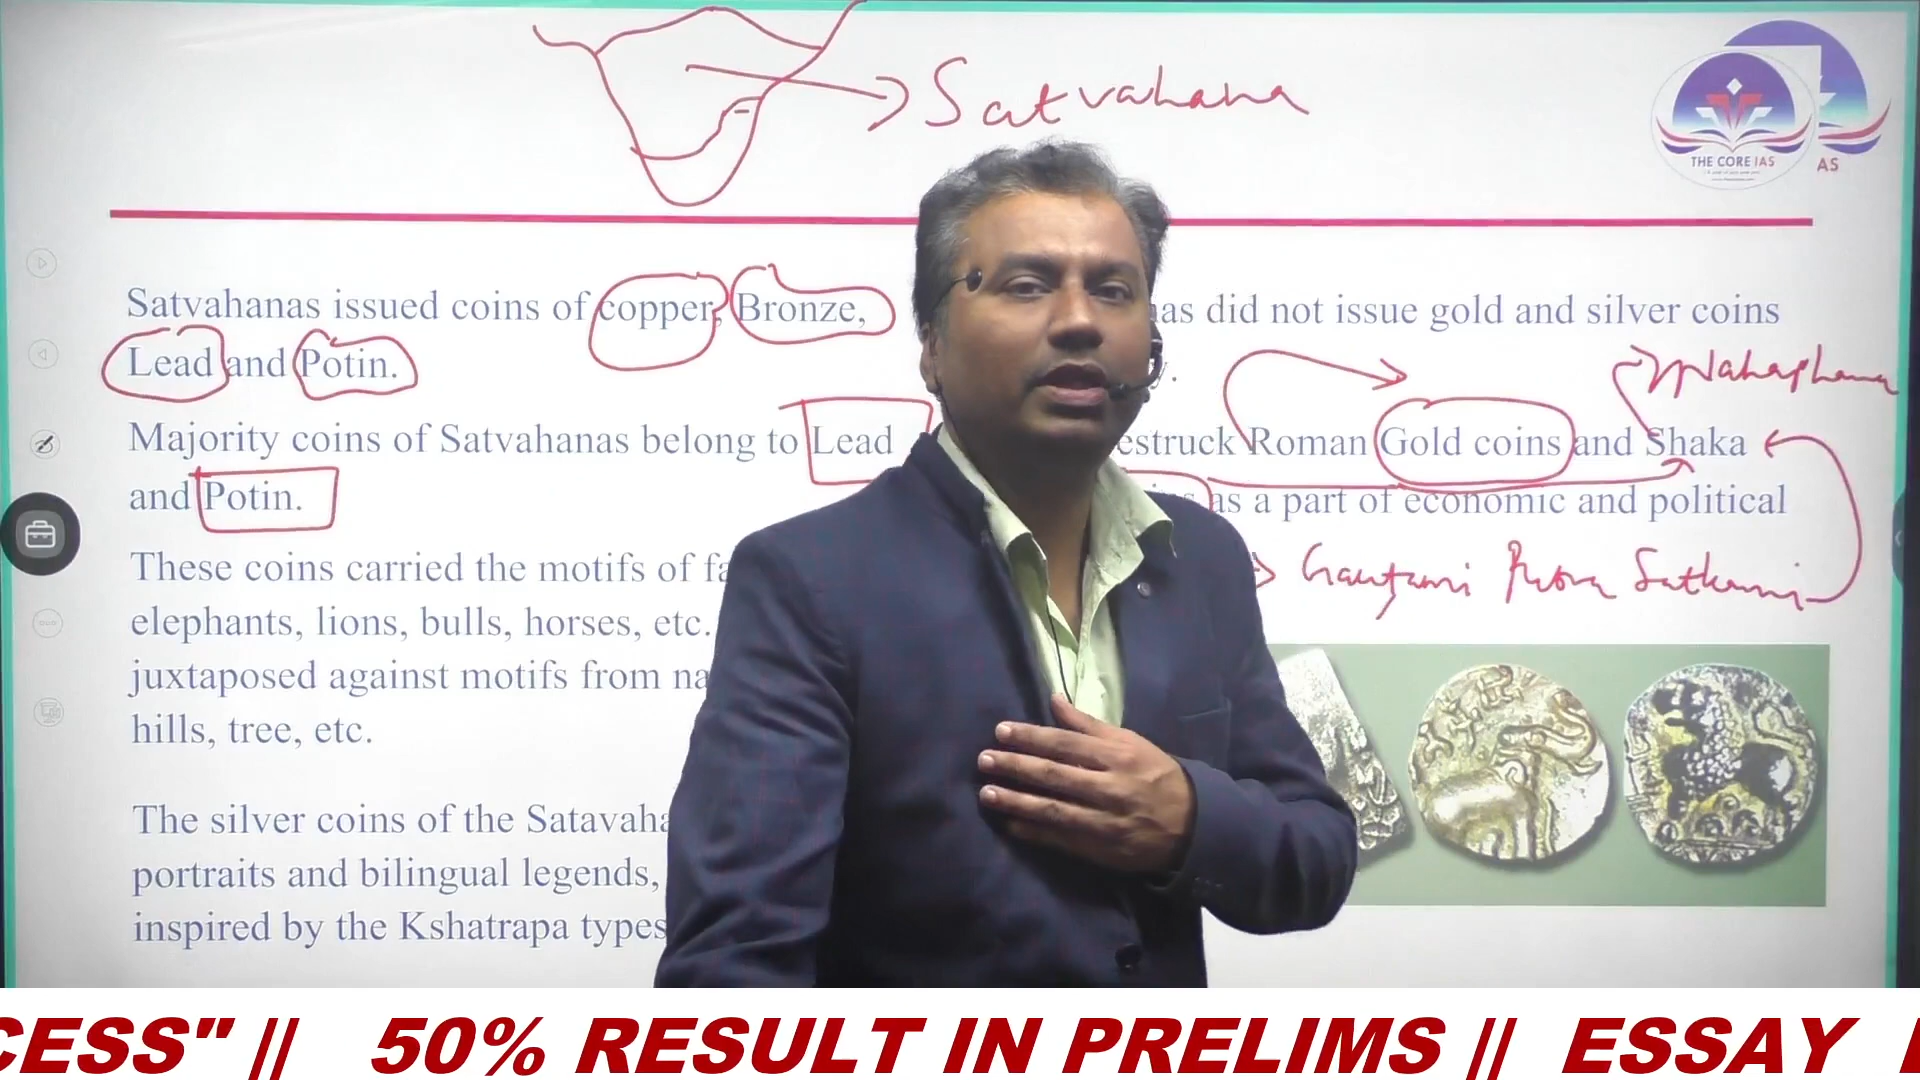 Satvahana
THE CORE IAS
AS
Satvahanas issued coins of copper, Bronze,
Lead and Potin.
Majority coins of Satvahanas belong to Lead
and Potin.
These coins carried the motifs of fa
elephants, lions, bulls, horses, etc.
juxtaposed against motifs from na
hills, tree, etc.
The silver coins of the Satavaha
portraits and bilingual legends,
inspired by the Kshatrapa types
as did not issue gold and silver coins
y.
Nahaphana
estruck Roman Gold coins and Shaka
as a part of economic and political
Gautami Putra Satkarni
CESS" || 50% RESULT IN PRELIMS || ESSAY